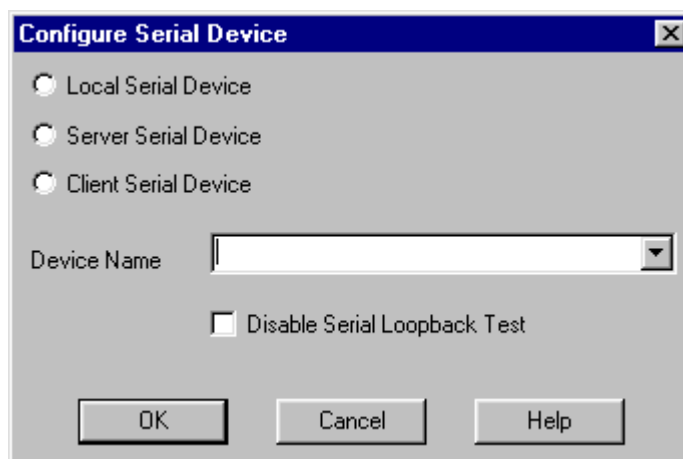 Configure Serial Device
Local Serial Device
Server Serial Device
Client Serial Device
Device Name
Disable Serial Loopback Test
OK Cancel Help